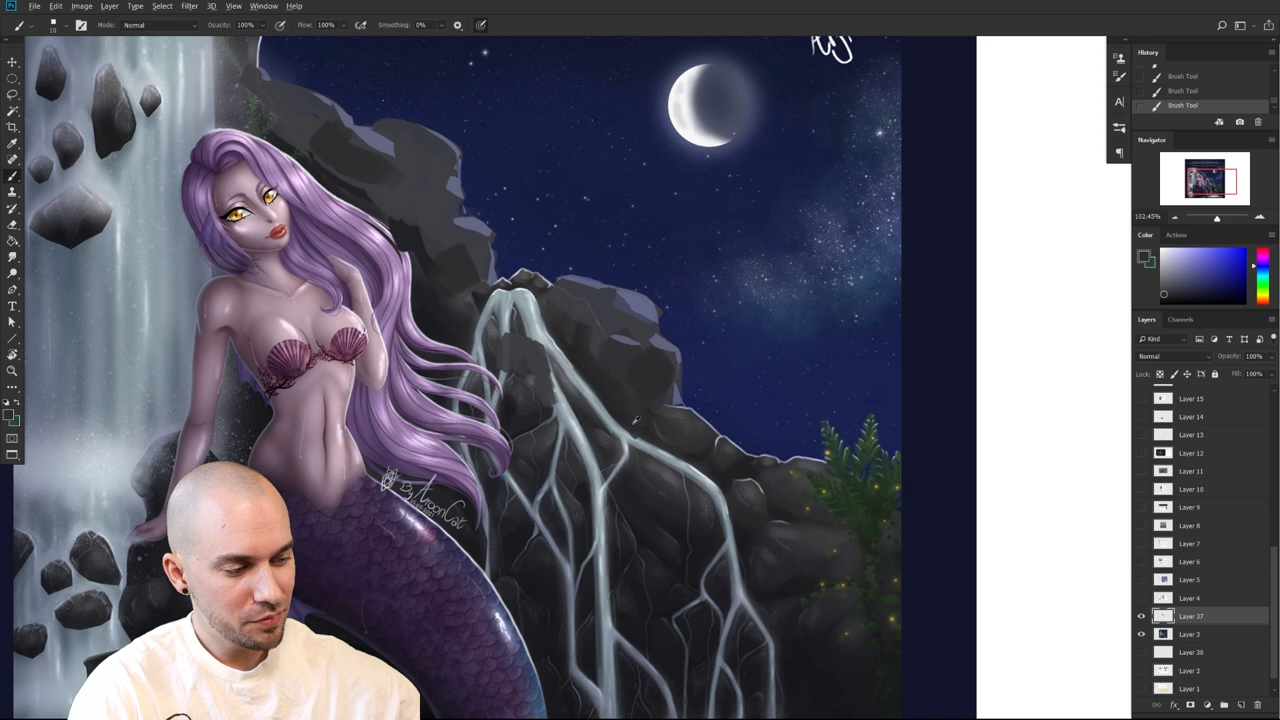 Ps File Edit Image Layer Type Select Filter 3D View Window Help
Mode: Normal Opacity: 100% Flow: 100% Smoothing: 0%
10
History
Brush Tool
Brush Tool
Brush Tool
Navigator
102.45%
Color Actions
Layers Channels
Kind
Normal Opacity: 100%
Lock: Fill: 100%
Layer 15
Layer 14
Layer 13
Layer 12
Layer 11
Layer 10
Layer 9
Layer 8
Layer 7
Layer 6
Layer 5
Layer 4
Layer 37
Layer 3
Layer 36
Layer 2
Layer 1
By